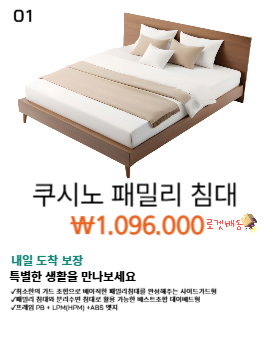 01
쿠시노 패밀리 침대
₩1.096.000 로켓배송
내일 도착 보장
특별한 생활을 만나보세요
✓최소한의 가드 조합으로 베이직한 패밀리침대를 완성해주는 사이드가드형
✓패밀리 침대와 분리수면 침대로 활용 가능한 베스트조합 데이베드형
✓프레임 PB + LPM(HPM) +ABS 엣지